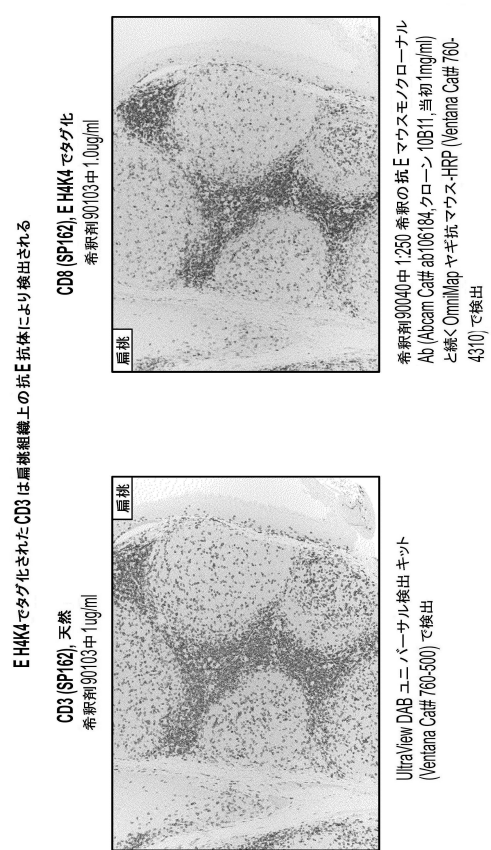 E H4K4でタグ化されたCD3は扁桃組織上の抗E抗体により検出される
CD3 (SP162), 天然
希釈剤90103中 1ug/ml
扁桃
UltraView DAB ユニバーサル検出 キット
(Ventana Cat# 760-500) で検出
CD8 (SP162), E H4K4 でタグ化
希釈剤90103中 1.0ug/ml
扁桃
希釈剤90040中 1:250 希釈の抗E マウスモノクローナル
Ab (Abcam Cat# ab106184,クローン 10B11,当初1mg/ml)
と続くOmniMap ヤギ抗マウス-HRP (Ventana Cat# 760-
4310) で検出